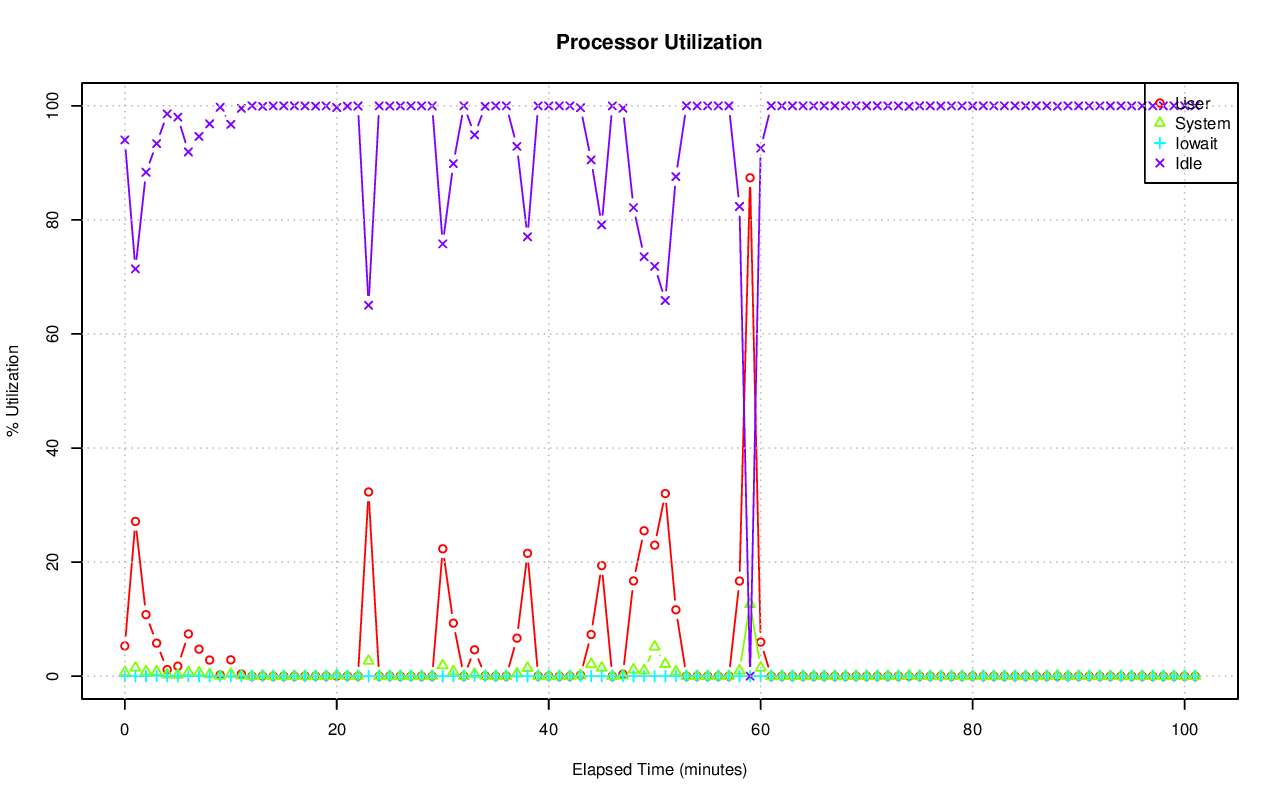 Processor Utilization
100
80
60
40
20
0
% Utilization
User
System
Iowait
Idle
0 20 40 60 80 100
Elapsed Time (minutes)